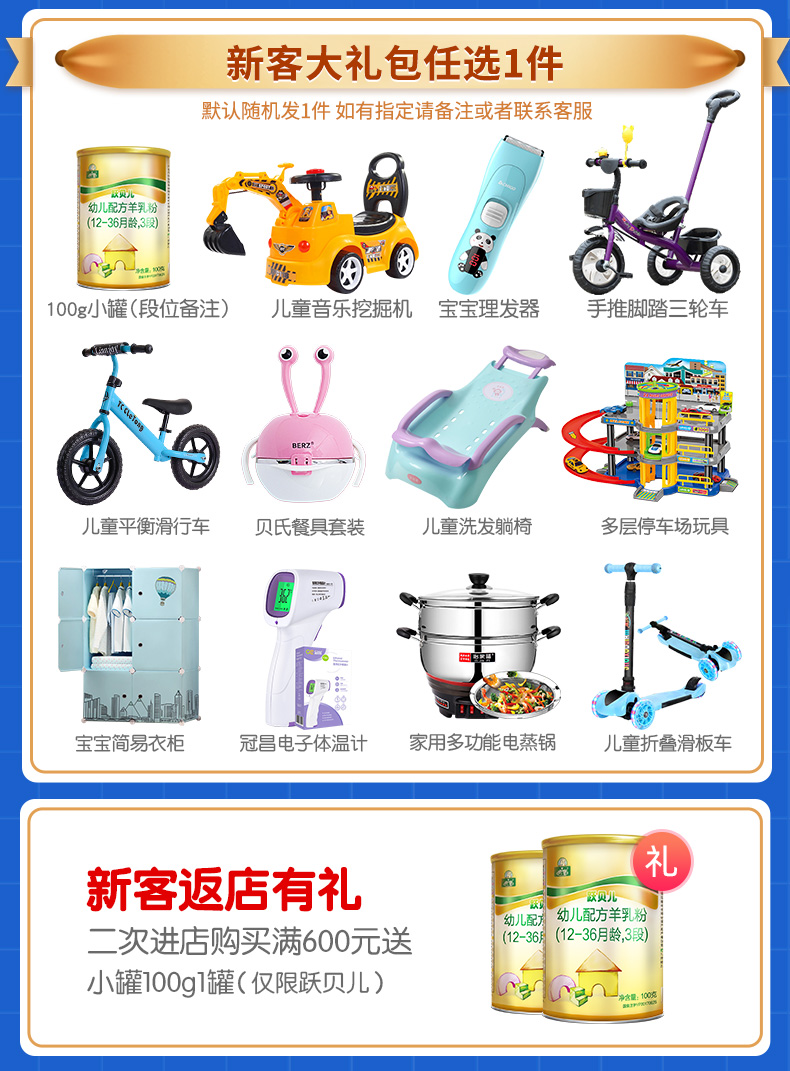 新客大礼包任选1件
默认随机发1件 如有指定请备注或者联系客服
跃贝儿
幼儿配方羊乳粉
(12-36月龄,3段)
净含量:100克
100g小罐(段位备注)
儿童音乐挖掘机
宝宝理发器
手推脚踏三轮车
BERZ
儿童平衡滑行车
贝氏餐具套装
儿童洗发躺椅
多层停车场玩具
宝宝简易衣柜
冠昌电子体温计
家用多功能电蒸锅
儿童折叠滑板车
新客返店有礼
二次进店购买满600元送
小罐100g1罐(仅限跃贝儿)
礼
跃贝儿
幼儿配方羊乳粉
(12-36月龄,3段)
净含量:100克